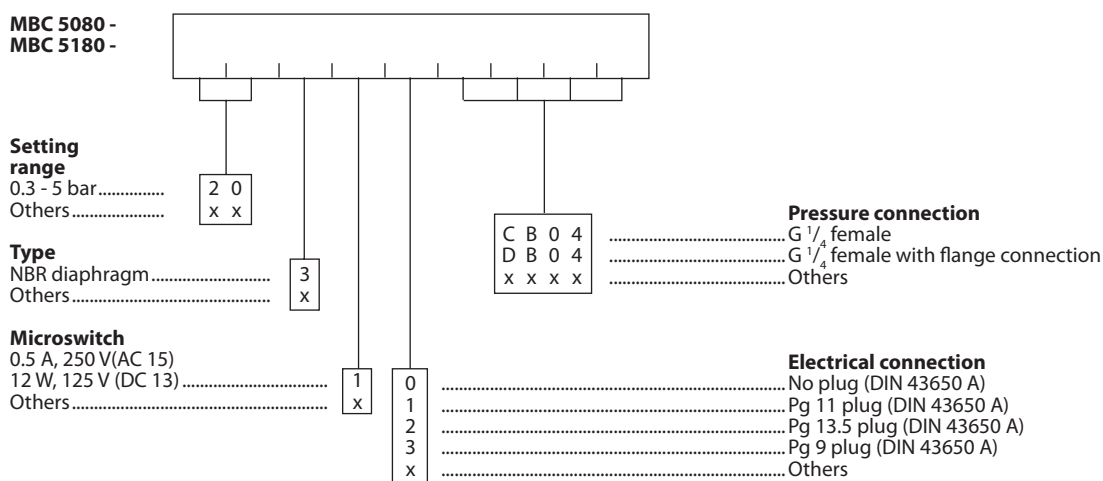 MBC 5080 -
MBC 5180 -
Setting
range
0.3 - 5 bar............... 2 0
Others.................... x x
Type
NBR diaphragm........................... 3
Others........................................... x
Microswitch
0.5 A, 250 V(AC 15)
12 W, 125 V (DC 13)................................ 1
Others....................................................... x
Pressure connection
C B 0 4 ...................................... G 1/4 female
D B 0 4 ...................................... G 1/4 female with flange connection
x x x x ...................................... Others
Electrical connection
0 ........................................................................... No plug (DIN 43650 A)
1 ........................................................................... Pg 11 plug (DIN 43650 A)
2 ........................................................................... Pg 13.5 plug (DIN 43650 A)
3 ........................................................................... Pg 9 plug (DIN 43650 A)
x ........................................................................... Others